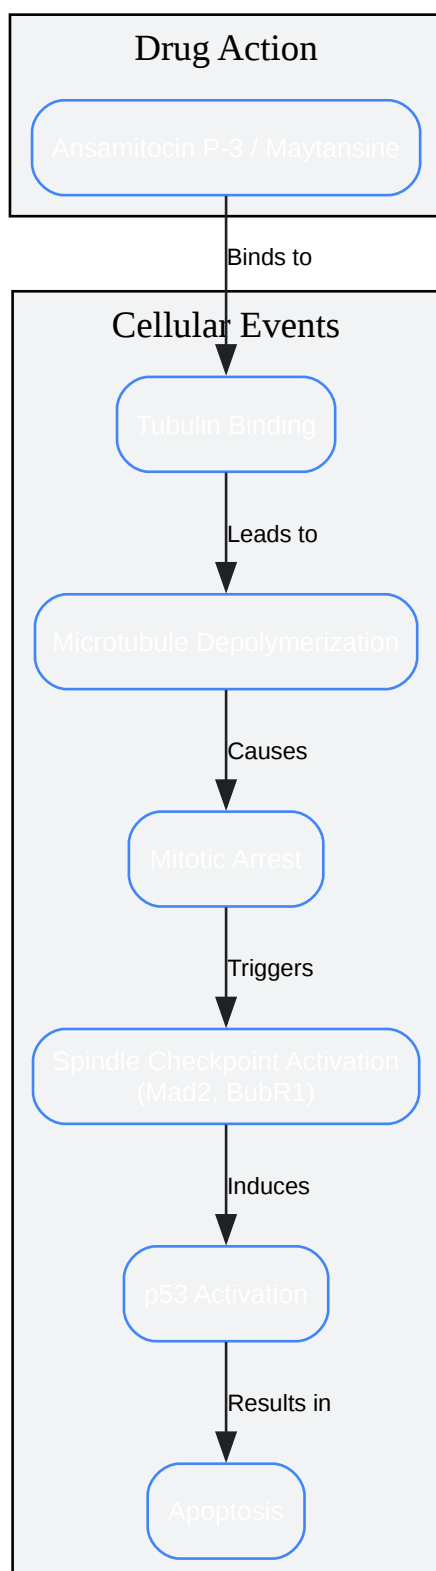 Drug Action
Ansamitocin P-3 / Maytansine
Binds to
Cellular Events
Tubulin Binding
Leads to
Microtubule Depolymerization
Causes
Mitotic Arrest
Triggers
Spindle Checkpoint Activation
(Mad2, BubR1)
Induces
p53 Activation
Results in
Apoptosis